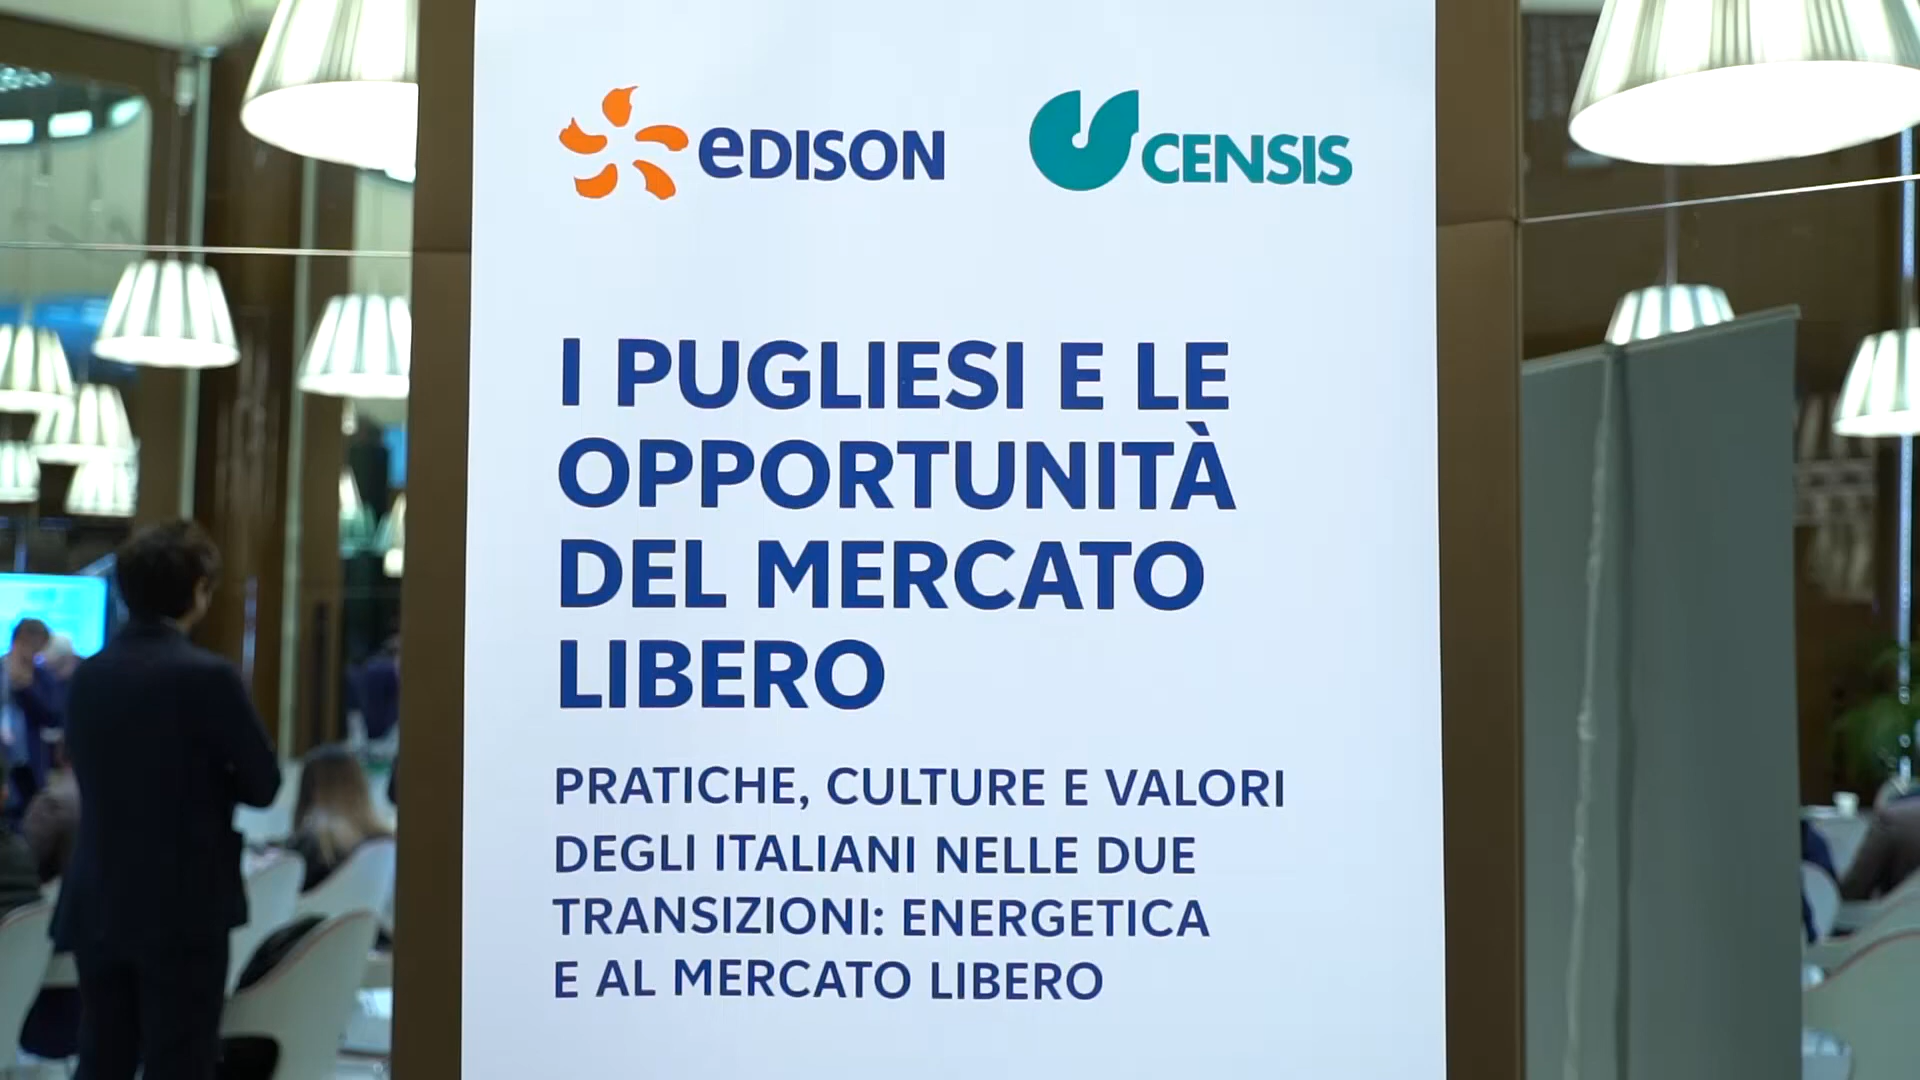 eDISON CENSIS
I PUGLIESI E LE
OPPORTUNITÀ
DEL MERCATO
LIBERO
PRATICHE, CULTURE E VALORI
DEGLI ITALIANI NELLE DUE
TRANSIZIONI: ENERGETICA
E AL MERCATO LIBERO